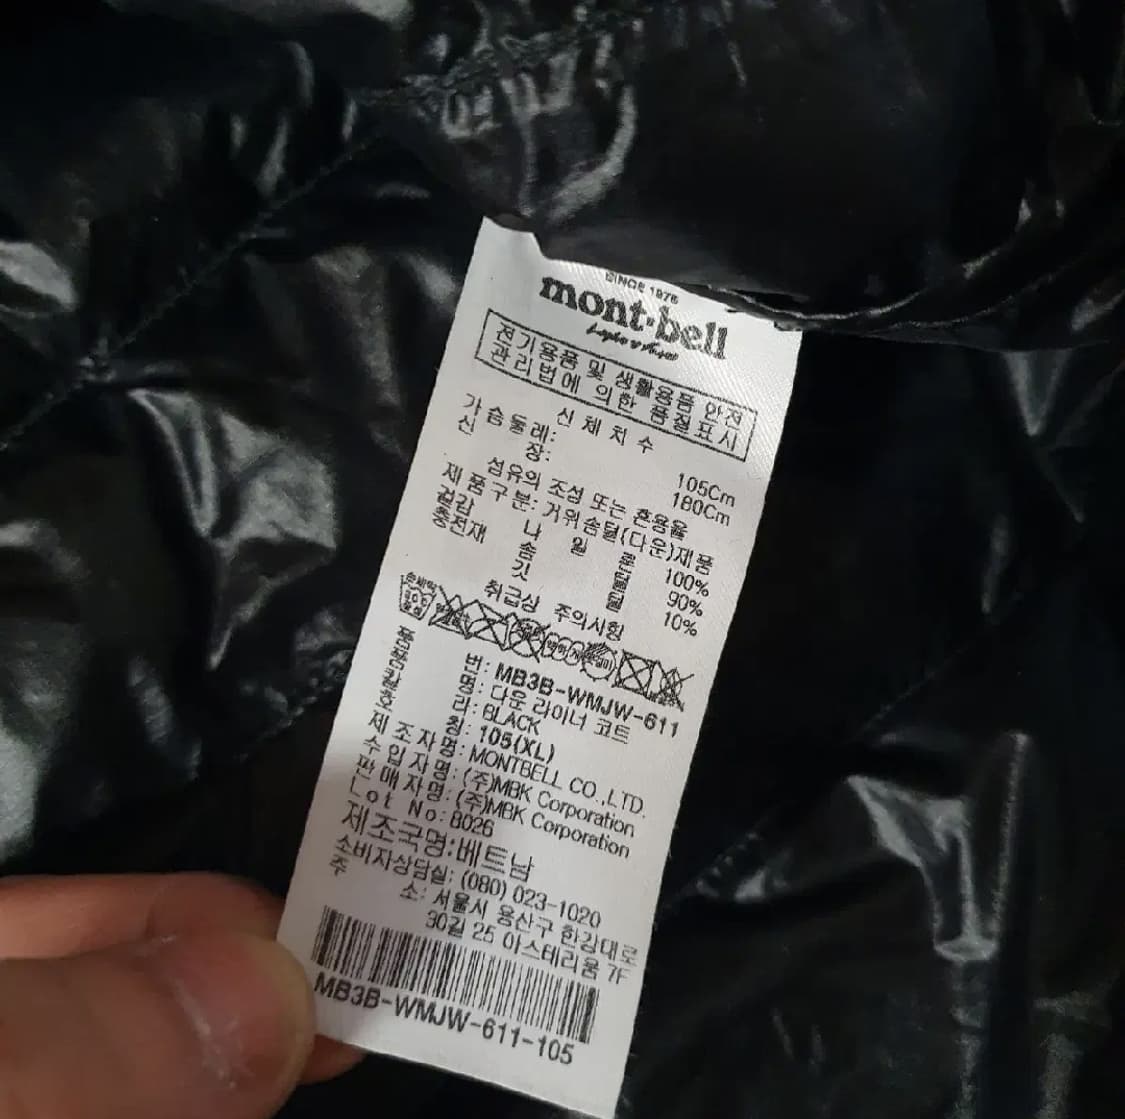 SINCE 1975
mont·bell
전기용품 및 생활용품 안전
관리법에 의한 품질표시
신체치수
가슴둘레: 105Cm
신 장: 180Cm
섬유의 조성 또는 혼용율
제품구분: 거위솜털(다운)제품
겉감 나일론 100%
충전재 솜털 90%
깃털 10%
취급상 주의사항
품 번: MB3B-WMJW-611
품 명: 다운 라이너 코트
칼 라: BLACK
호 칭: 105(XL)
제조자명: MONTBELL CO.,LTD.
수입자명: (주)MBK Corporation
판매자명: (주)MBK Corporation
Lot No: 8026
제조국명: 베트남
소비자상담실: (080) 023-1020
주 소: 서울시 용산구 한강대로
30길 25 아스테리움 7F
MB3B-WMJW-611-105